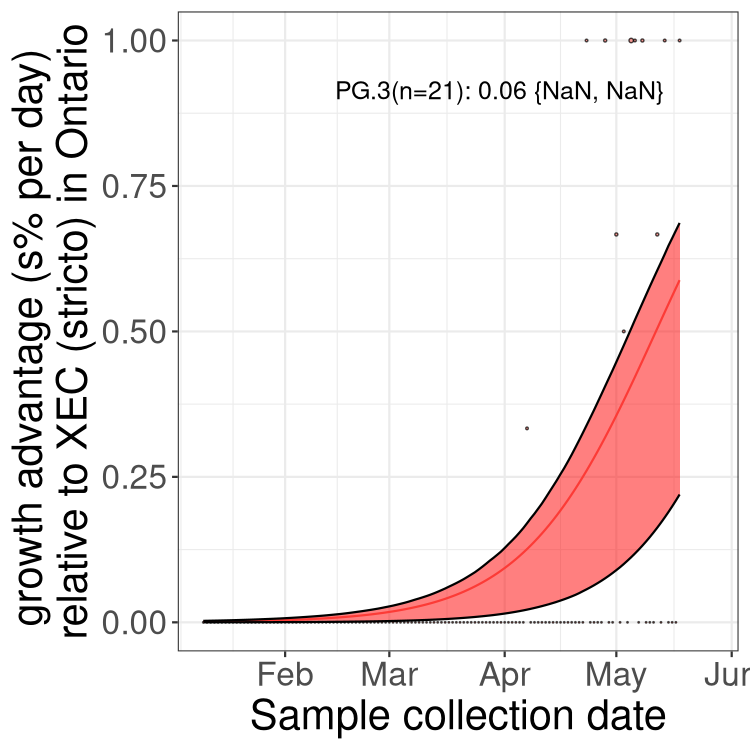 growth advantage (s% per day)
relative to XEC (stricto) in Ontario
1.00
0.75
0.50
0.25
0.00
PG.3(n=21): 0.06 {NaN, NaN}
Feb Mar Apr May Jur
Sample collection date